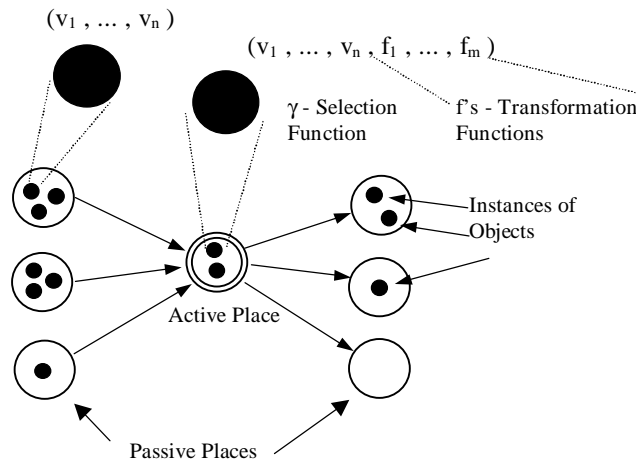 (v1 , ... , vn )
(v1 , ... , vn , f1 , ... , fm )
γ - Selection
Function
f's - Transformation
Functions
Instances of
Objects
Active Place
Passive Places